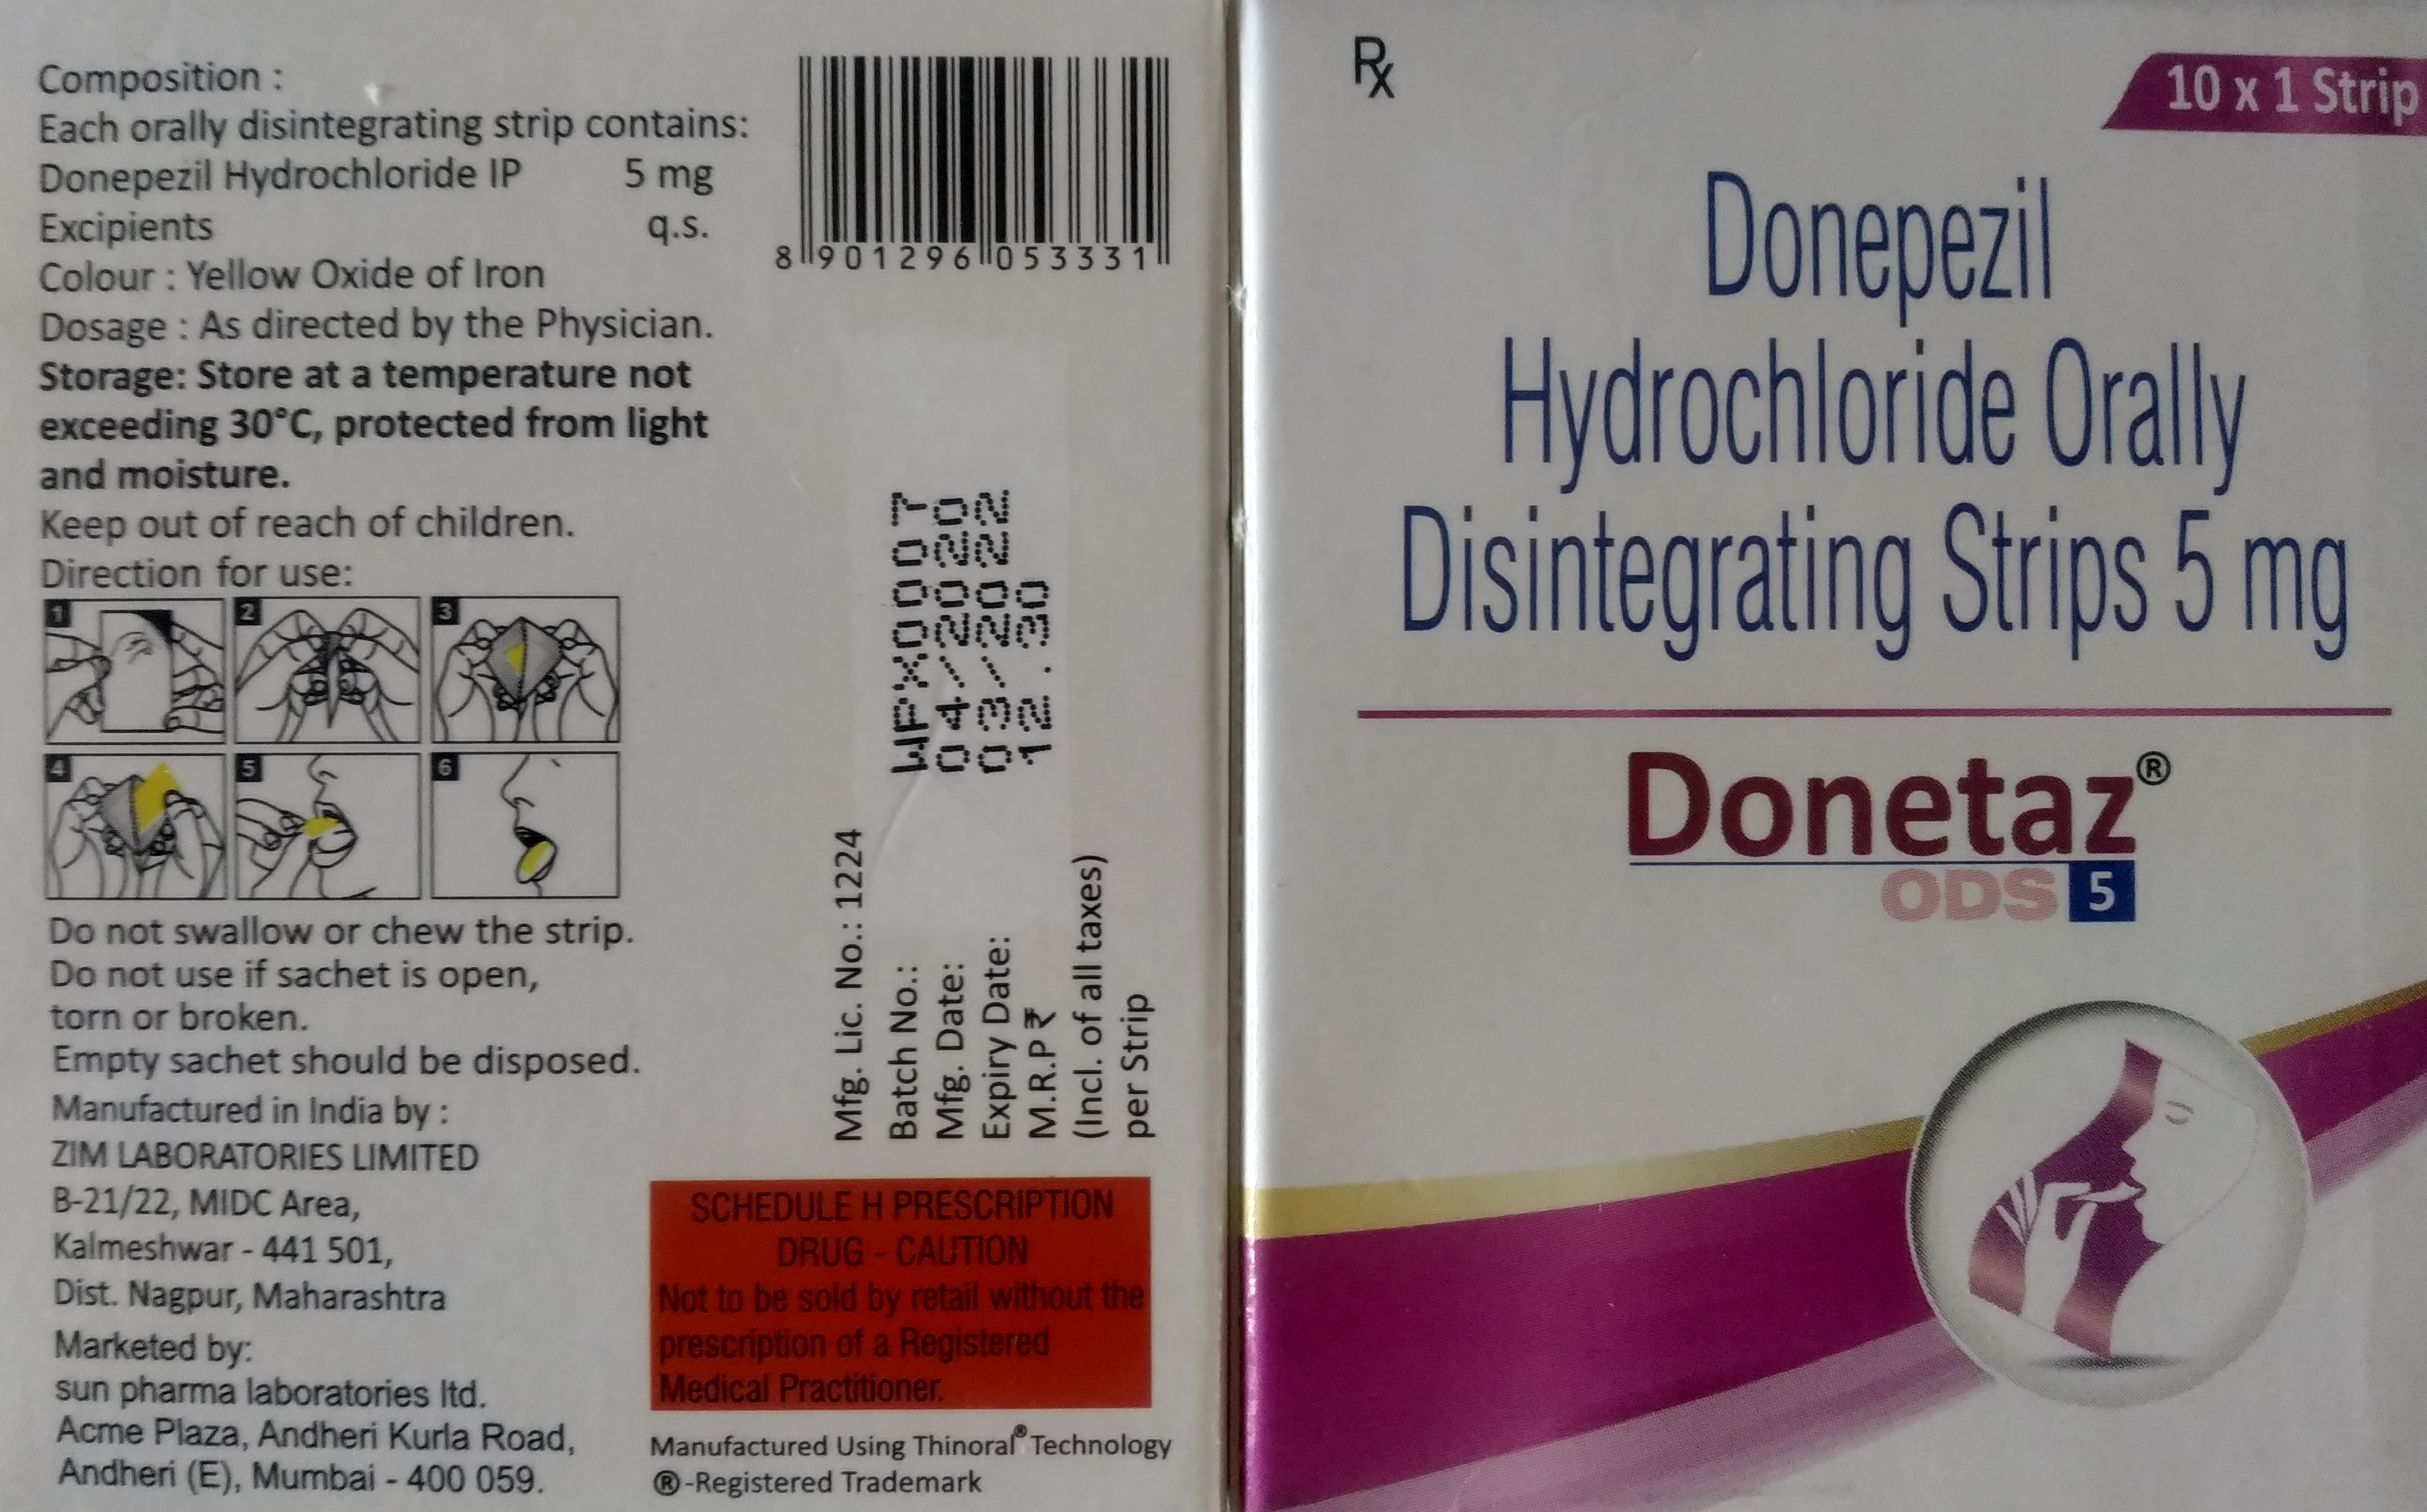 Composition :
Each orally disintegrating strip contains:
Donepezil Hydrochloride IP 5 mg
Excipients q.s.
Colour : Yellow Oxide of Iron
Dosage : As directed by the Physician.
Storage: Store at a temperature not
exceeding 30°C, protected from light
and moisture.
Keep out of reach of children.
Direction for use:
1 2 3
4 5 6
Do not swallow or chew the strip.
Do not use if sachet is open,
torn or broken.
Empty sachet should be disposed.
Manufactured in India by :
ZIM LABORATORIES LIMITED
B-21/22, MIDC Area,
Kalmeshwar - 441 501,
Dist. Nagpur, Maharashtra
Marketed by:
sun pharma laboratories ltd.
Acme Plaza, Andheri Kurla Road,
Andheri (E), Mumbai - 400 059.
8 901296 053331
Mfg. Lic. No.: 1224
Batch No.: WPX0007
Mfg. Date: 04/2020
Expiry Date: 03/2022
M.R.P ₹ 12.30
(Incl. of all taxes)
per Strip
SCHEDULE H PRESCRIPTION
DRUG - CAUTION
Not to be sold by retail without the
prescription of a Registered
Medical Practitioner.
Manufactured Using Thinoral® Technology
®-Registered Trademark
Rx
10 x 1 Strip
Donepezil
Hydrochloride Orally
Disintegrating Strips 5 mg
Donetaz®
ODS 5